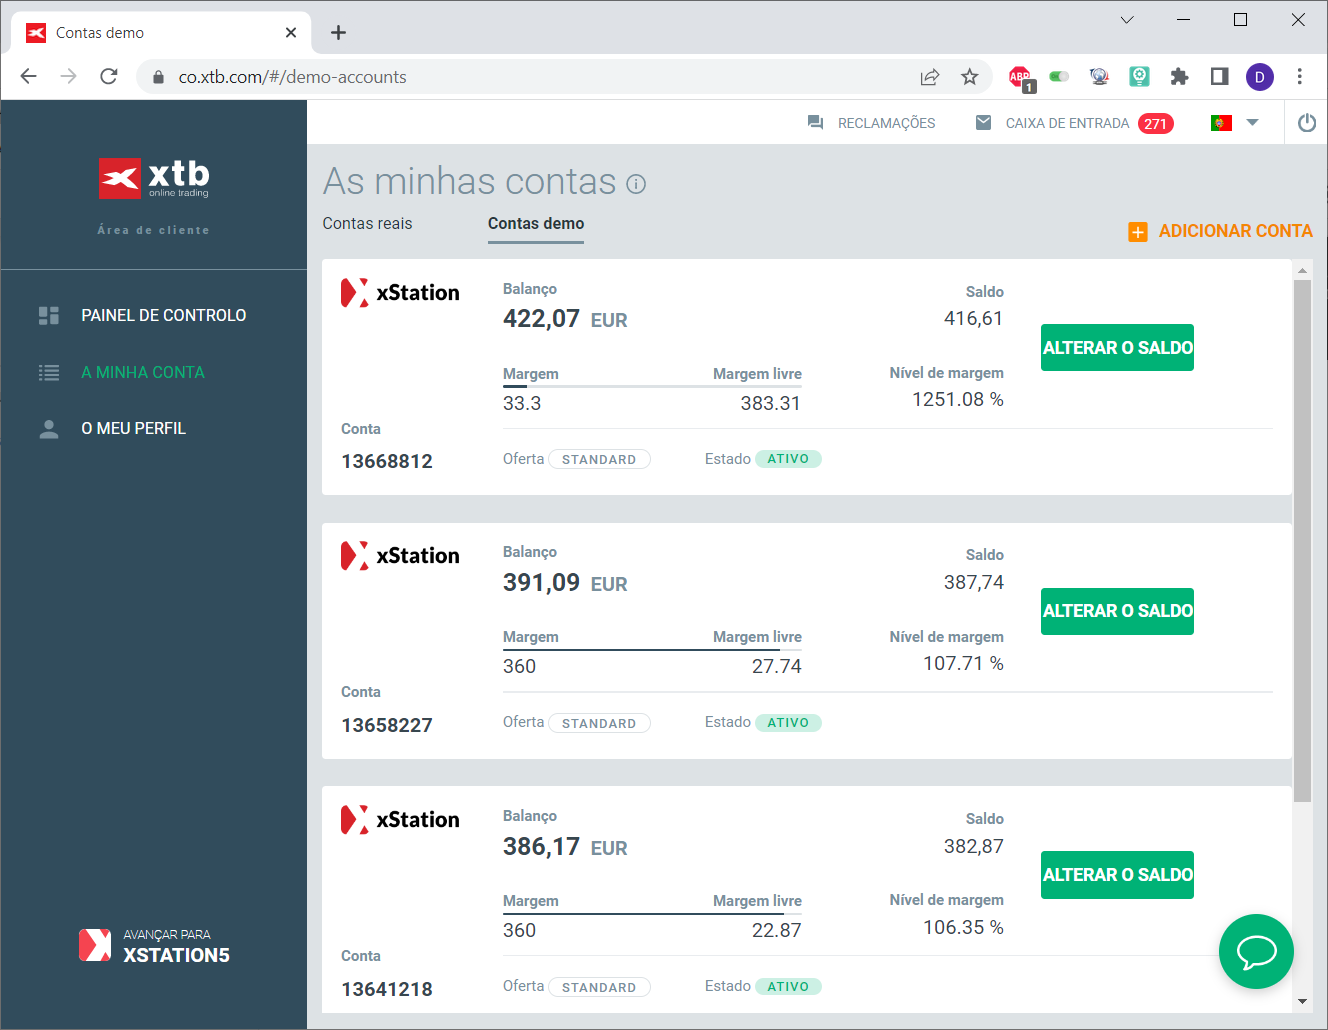 Contas demo
co.xtb.com/#/demo-accounts
ABP
1
D
RECLAMAÇÕES
CAIXA DE ENTRADA 271
xtb
online trading
Área de cliente
PAINEL DE CONTROLO
A MINHA CONTA
O MEU PERFIL
AVANÇAR PARA
XSTATION5
As minhas contas
Contas reais
Contas demo
ADICIONAR CONTA
xStation
Balanço
422,07 EUR
Saldo
416,61
ALTERAR O SALDO
Margem
Margem livre
Nível de margem
33.3
383.31
1251.08 %
Conta
13668812
Oferta STANDARD
Estado ATIVO
xStation
Balanço
391,09 EUR
Saldo
387,74
ALTERAR O SALDO
Margem
Margem livre
Nível de margem
360
27.74
107.71 %
Conta
13658227
Oferta STANDARD
Estado ATIVO
xStation
Balanço
386,17 EUR
Saldo
382,87
ALTERAR O SALDO
Margem
Margem livre
Nível de margem
360
22.87
106.35 %
Conta
13641218
Oferta STANDARD
Estado ATIVO